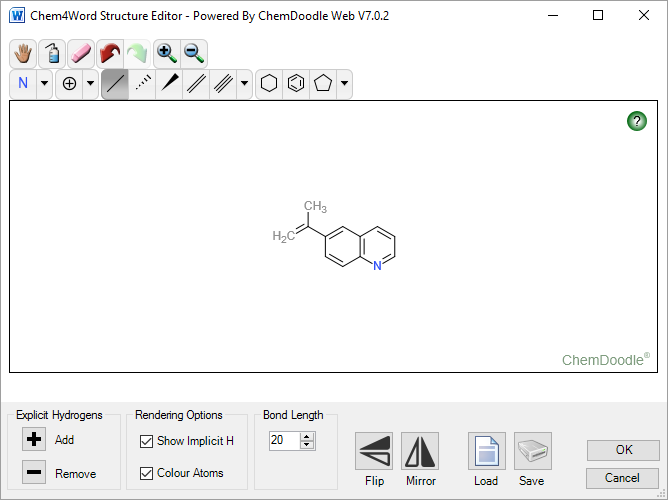 Chem4Word Structure Editor - Powered By ChemDoodle Web V7.0.2
N
?
CH3
H2C
N
ChemDoodle®
Explicit Hydrogens
Add
Remove
Rendering Options
Show Implicit H
Colour Atoms
Bond Length
20
Flip
Mirror
Load
Save
OK
Cancel